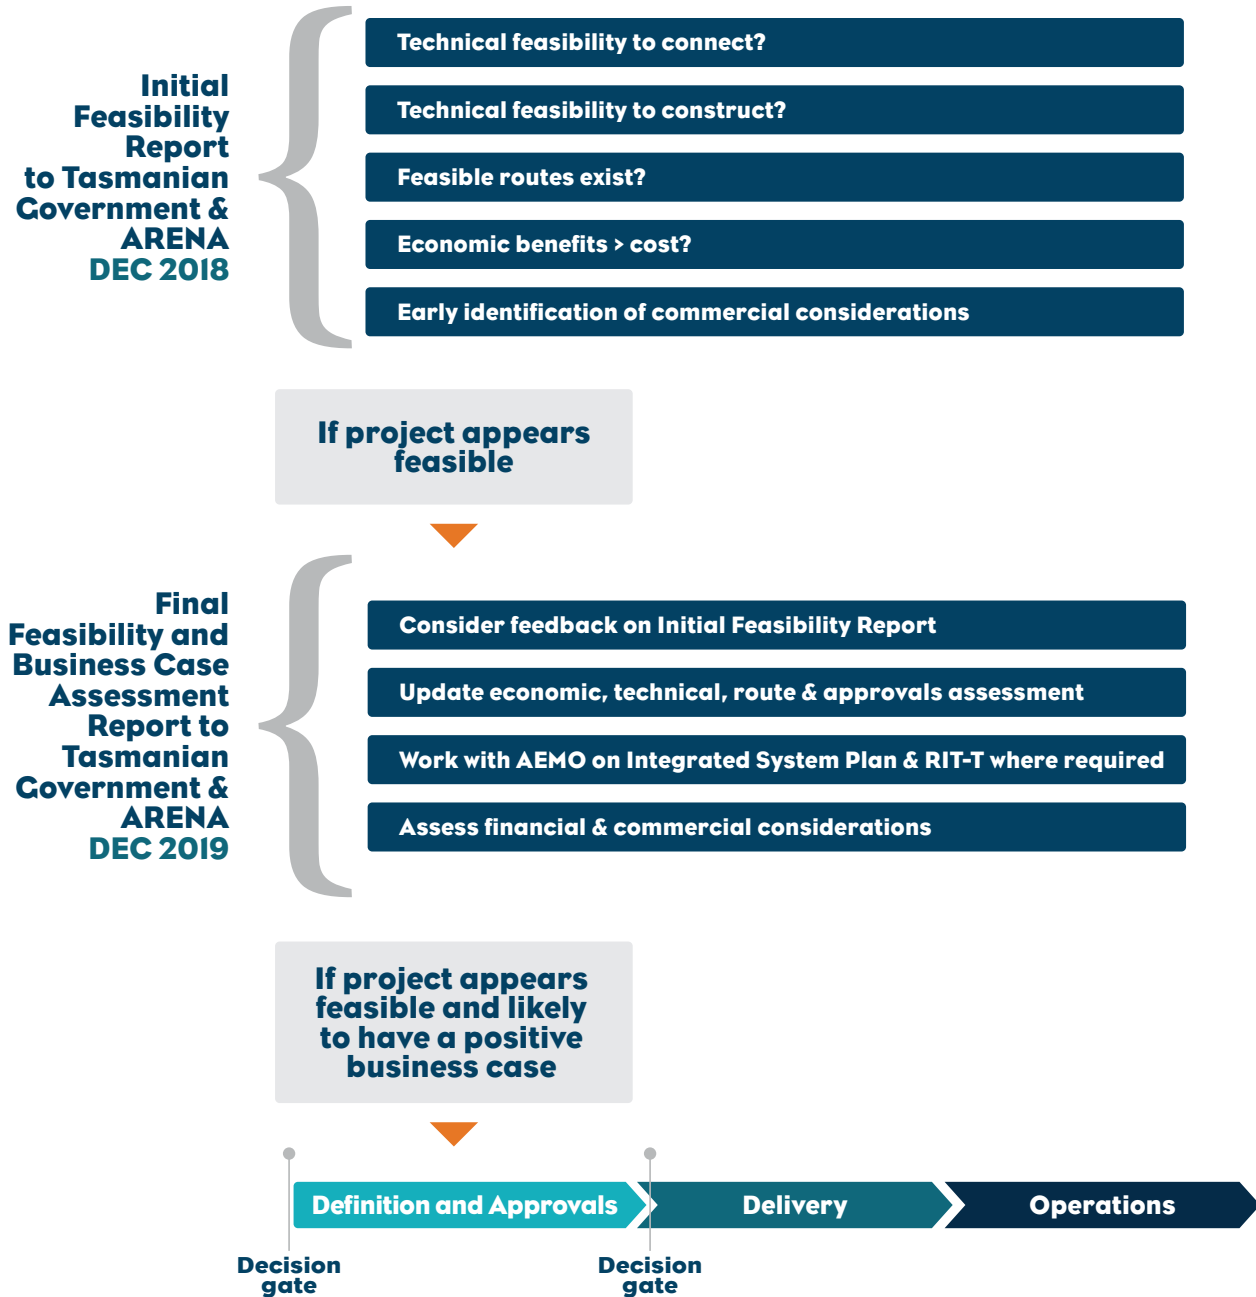 Initial
Feasibility
Report
to Tasmanian
Government &
ARENA
DEC 2018
Technical feasibility to connect?
Technical feasibility to construct?
Feasible routes exist?
Economic benefits > cost?
Early identification of commercial considerations
If project appears
feasible
Final
Feasibility and
Business Case
Assessment
Report to
Tasmanian
Government &
ARENA
DEC 2019
Consider feedback on Initial Feasibility Report
Update economic, technical, route & approvals assessment
Work with AEMO on Integrated System Plan & RIT-T where required
Assess financial & commercial considerations
If project appears
feasible and likely
to have a positive
business case
Definition and Approvals
Delivery
Operations
Decision
gate
Decision
gate